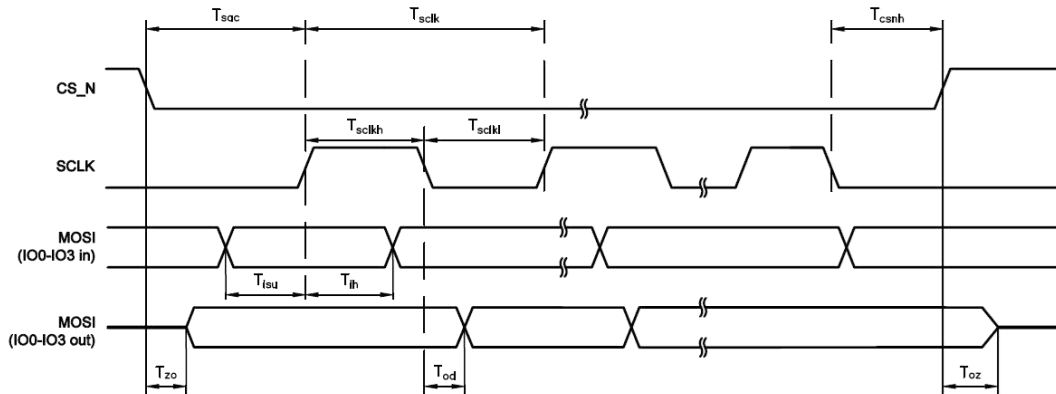 Tsqc
Tsclk
Tcsnh
CS_N
Tsclkh
Tsclkl
SCLK
MOSI
(IO0-IO3 in)
Tisu
Tih
MOSI
(IO0-IO3 out)
Tzo
Tod
Toz